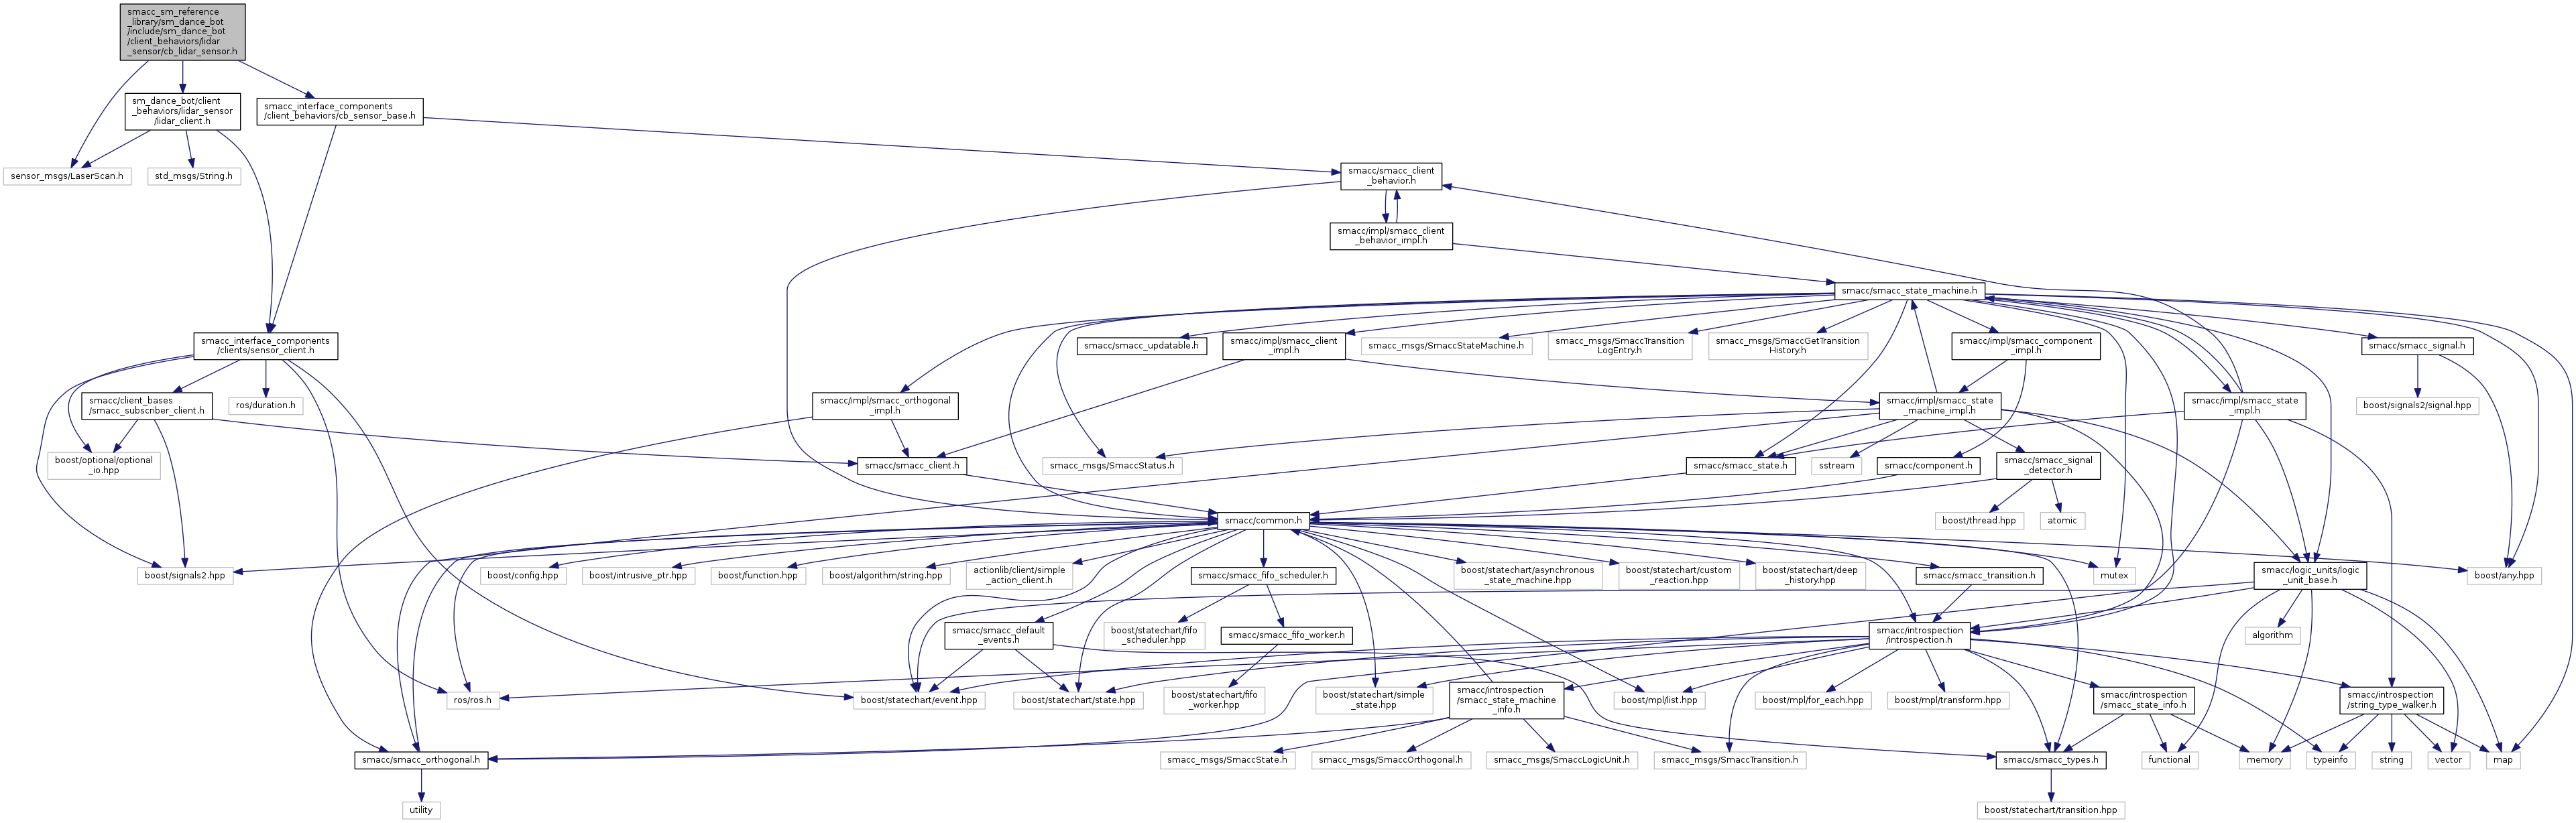 smacc_sm_reference
_library/sm_dance_bot
/include/sm_dance_bot
/client_behaviors/lidar
_sensor/cb_lidar_sensor.h
sm_dance_bot/client
_behaviors/lidar_sensor
/lidar_client.h
smacc_interface_components
/client_behaviors/cb_sensor_base.h
sensor_msgs/LaserScan.h
std_msgs/String.h
smacc/smacc_client
_behavior.h
smacc/impl/smacc_client
_behavior_impl.h
smacc/smacc_state_machine.h
smacc_interface_components
/clients/sensor_client.h
smacc/smacc_updatable.h
smacc/impl/smacc_client
_impl.h
smacc_msgs/SmaccStateMachine.h
smacc_msgs/SmaccTransition
LogEntry.h
smacc_msgs/SmaccGetTransition
History.h
smacc/impl/smacc_component
_impl.h
smacc/smacc_signal.h
smacc/client_bases
/smacc_subscriber_client.h
ros/duration.h
smacc/impl/smacc_orthogonal
_impl.h
smacc/impl/smacc_state
_machine_impl.h
smacc/impl/smacc_state
_impl.h
boost/signals2/signal.hpp
boost/optional/optional
_io.hpp
smacc/smacc_client.h
smacc_msgs/SmaccStatus.h
smacc/smacc_state.h
sstream
smacc/component.h
smacc/smacc_signal
_detector.h
smacc/common.h
boost/thread.hpp
atomic
boost/signals2.hpp
boost/config.hpp
boost/intrusive_ptr.hpp
boost/function.hpp
boost/algorithm/string.hpp
actionlib/client/simple
_action_client.h
smacc/smacc_fifo_scheduler.h
boost/statechart/asynchronous
_state_machine.hpp
boost/statechart/custom
_reaction.hpp
boost/statechart/deep
_history.hpp
smacc/smacc_transition.h
mutex
smacc/logic_units/logic
_unit_base.h
boost/any.hpp
smacc/smacc_default
_events.h
boost/statechart/fifo
_scheduler.hpp
smacc/smacc_fifo_worker.h
smacc/introspection
/introspection.h
algorithm
ros/ros.h
boost/statechart/event.hpp
boost/statechart/state.hpp
boost/statechart/fifo
_worker.hpp
boost/statechart/simple
_state.hpp
smacc/introspection
/smacc_state_machine
_info.h
boost/mpl/list.hpp
boost/mpl/for_each.hpp
boost/mpl/transform.hpp
smacc/introspection
/smacc_state_info.h
smacc/introspection
/string_type_walker.h
smacc/smacc_orthogonal.h
smacc_msgs/SmaccState.h
smacc_msgs/SmaccOrthogonal.h
smacc_msgs/SmaccLogicUnit.h
smacc_msgs/SmaccTransition.h
smacc/smacc_types.h
functional
memory
typeinfo
string
vector
map
utility
boost/statechart/transition.hpp